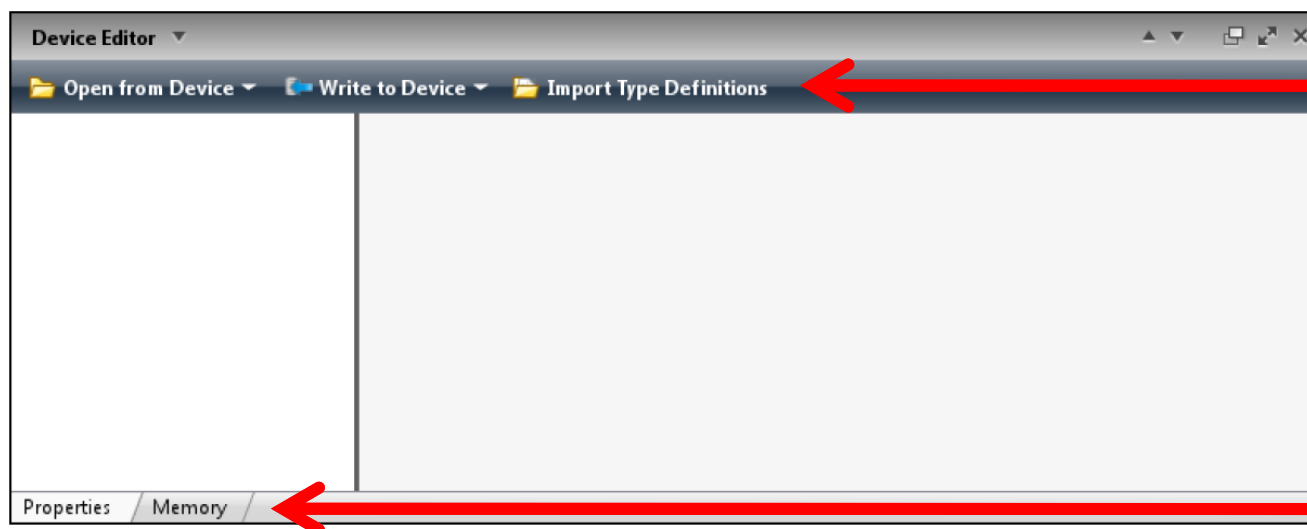 Device Editor
Open from Device Write to Device Import Type Definitions
Properties Memory